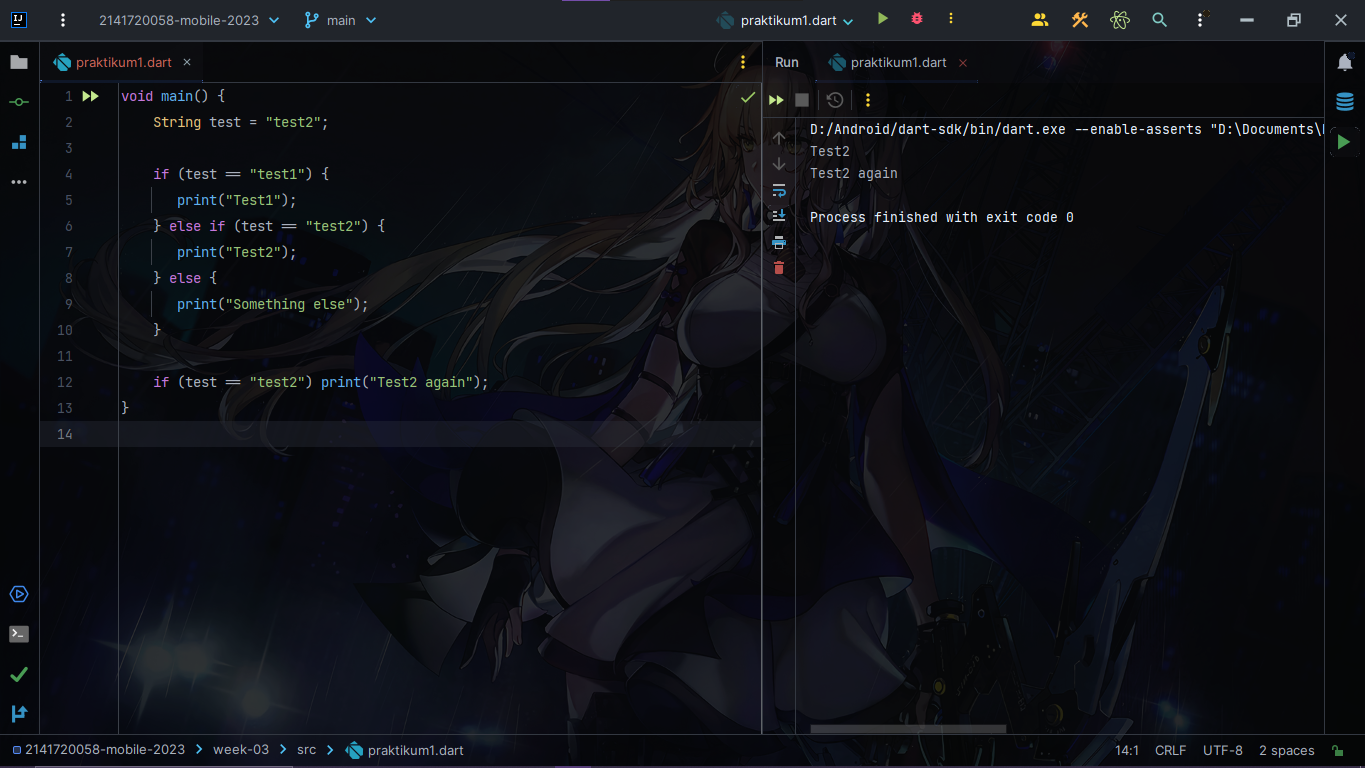 IJ 2141720058-mobile-2023 main praktikum1.dart
praktikum1.dart
Run praktikum1.dart
1 void main() {
2 String test = "test2";
3
4 if (test == "test1") {
5 print("Test1");
6 } else if (test == "test2") {
7 print("Test2");
8 } else {
9 print("Something else");
10 }
11
12 if (test == "test2") print("Test2 again");
13 }
14
D:/Android/dart-sdk/bin/dart.exe --enable-asserts "D:\Documents\
Test2
Test2 again
Process finished with exit code 0
2141720058-mobile-2023 > week-03 > src > praktikum1.dart
14:1 CRLF UTF-8 2 spaces